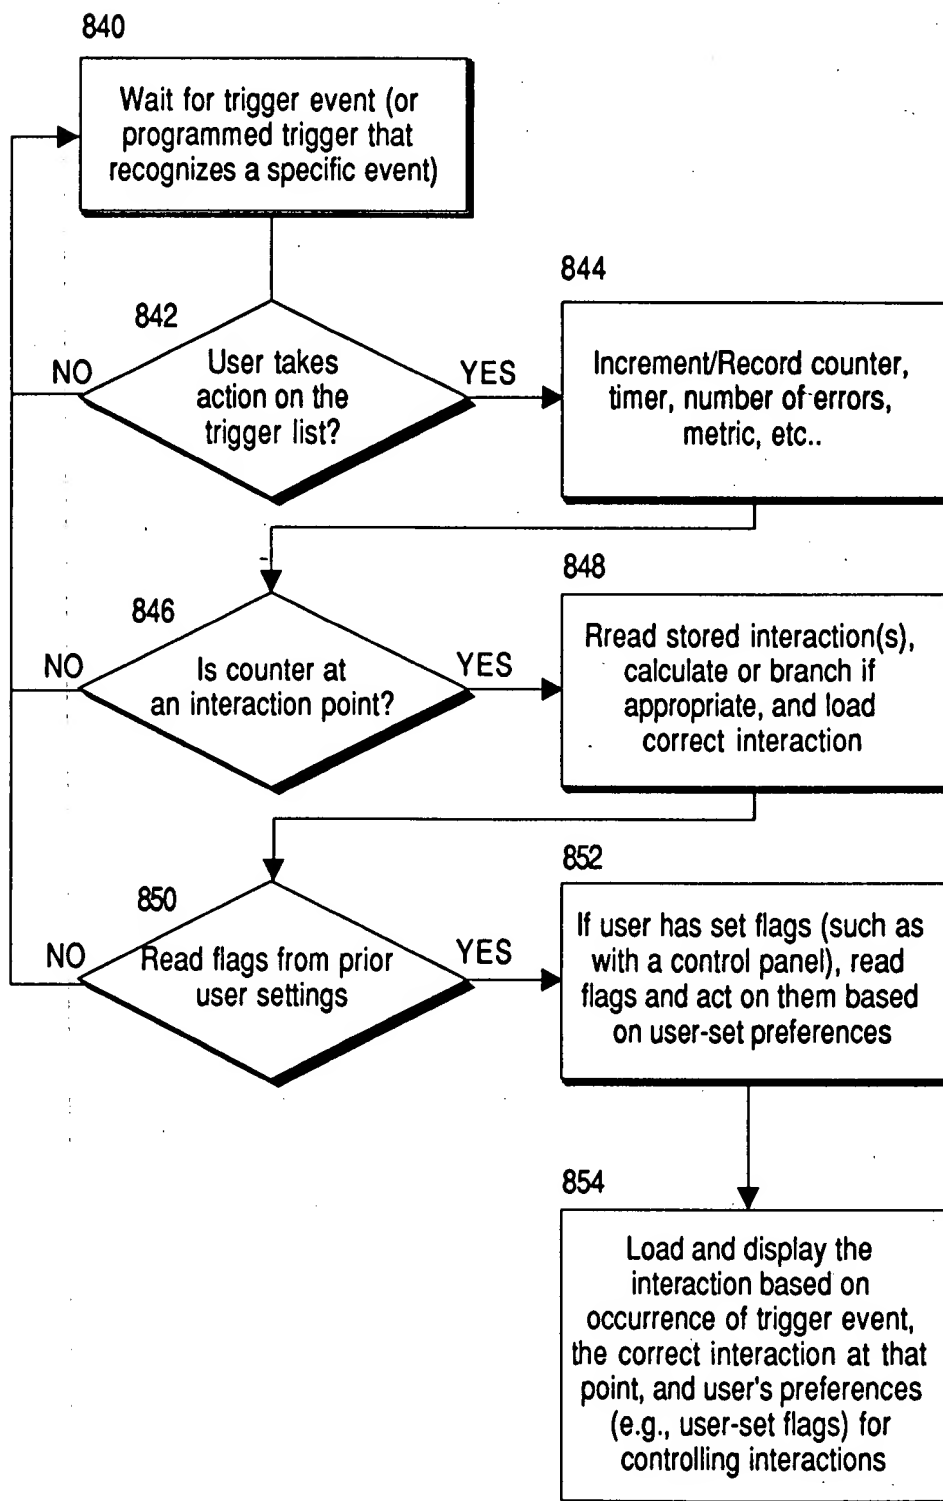 840
Wait for trigger event (or
programmed trigger that
recognizes a specific event)
842
User takes
action on the
trigger list?
NO
YES
844
Increment/Record counter,
timer, number of errors,
metric, etc..
846
Is counter at
an interaction point?
NO
YES
848
Rread stored interaction(s),
calculate or branch if
appropriate, and load
correct interaction
850
Read flags from prior
user settings
NO
YES
852
If user has set flags (such as
with a control panel), read
flags and act on them based
on user-set preferences
854
Load and display the
interaction based on
occurrence of trigger event,
the correct interaction at that
point, and user's preferences
(e.g., user-set flags) for
controlling interactions